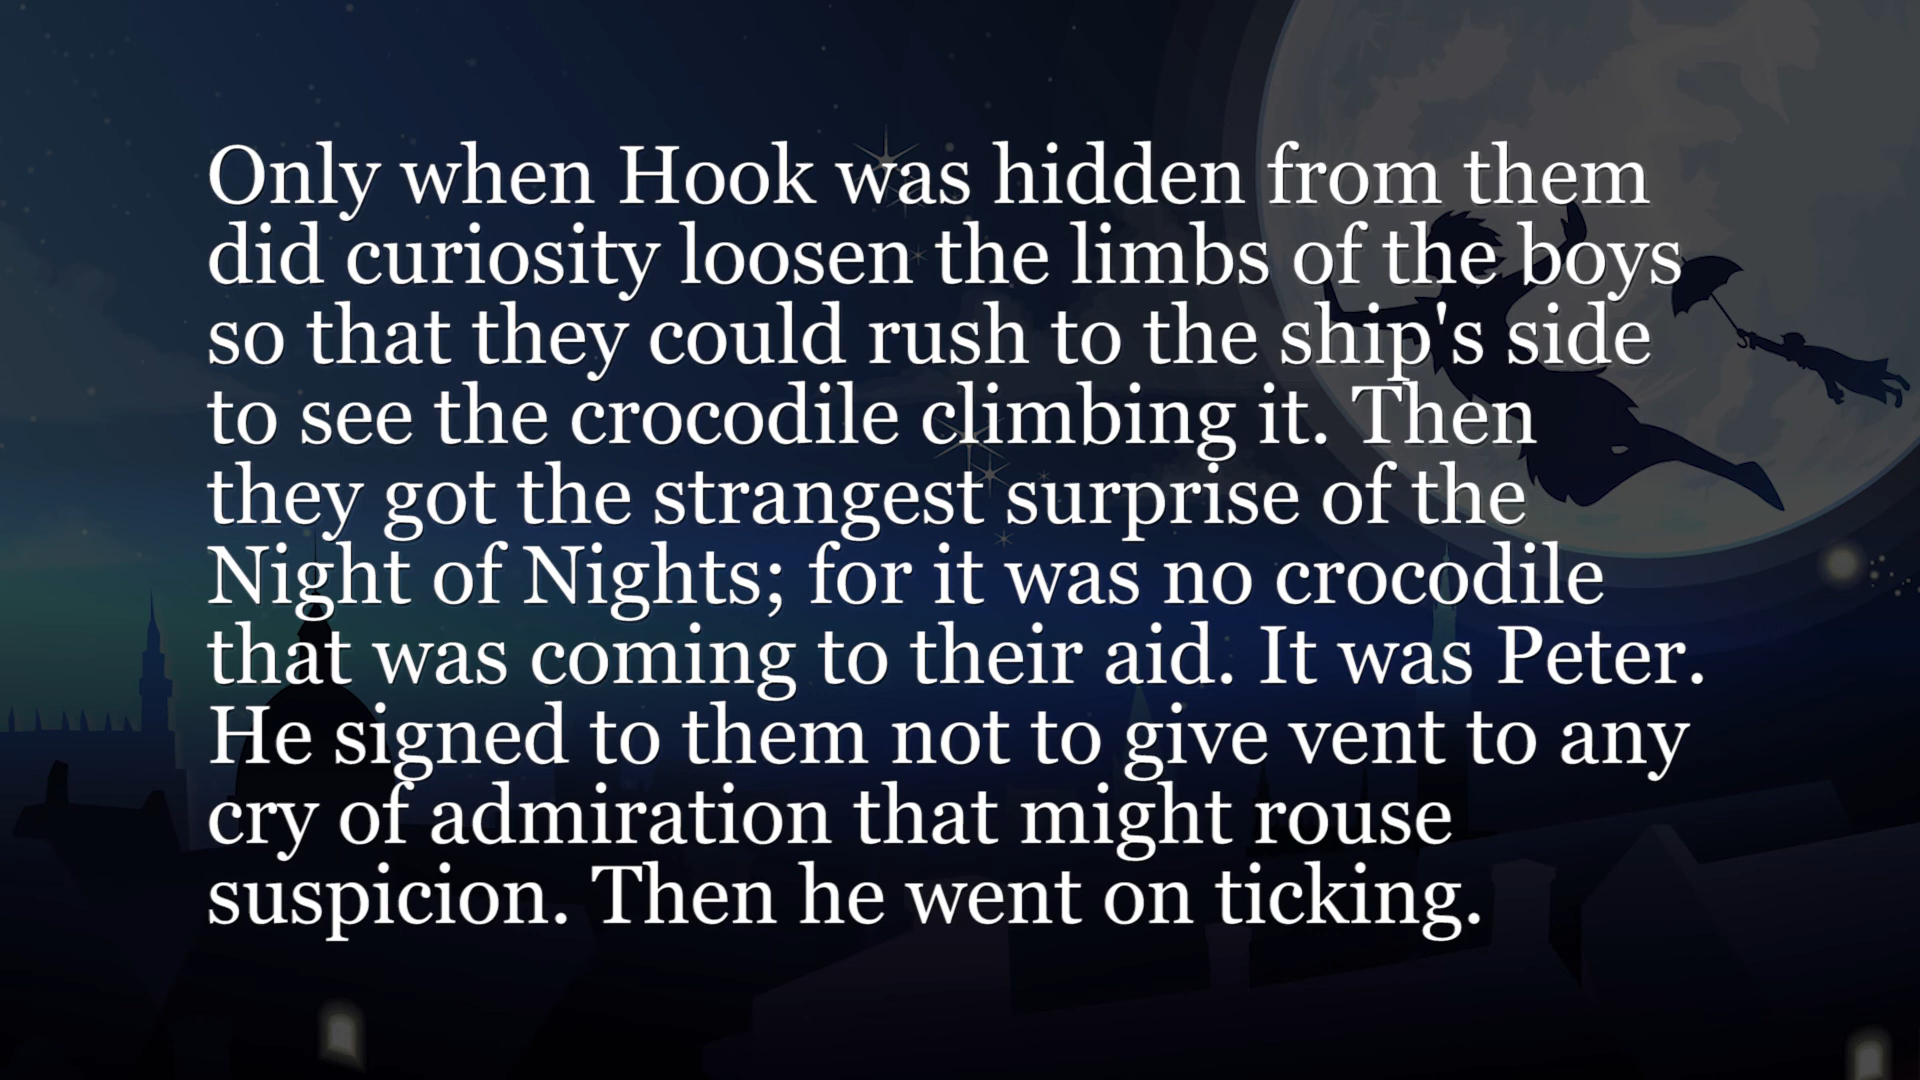 Only when Hook was hidden from them
did curiosity loosen the limbs of the boys
so that they could rush to the ship's side
to see the crocodile climbing it. Then
they got the strangest surprise of the
Night of Nights; for it was no crocodile
that was coming to their aid. It was Peter.
He signed to them not to give vent to any
cry of admiration that might rouse
suspicion. Then he went on ticking.